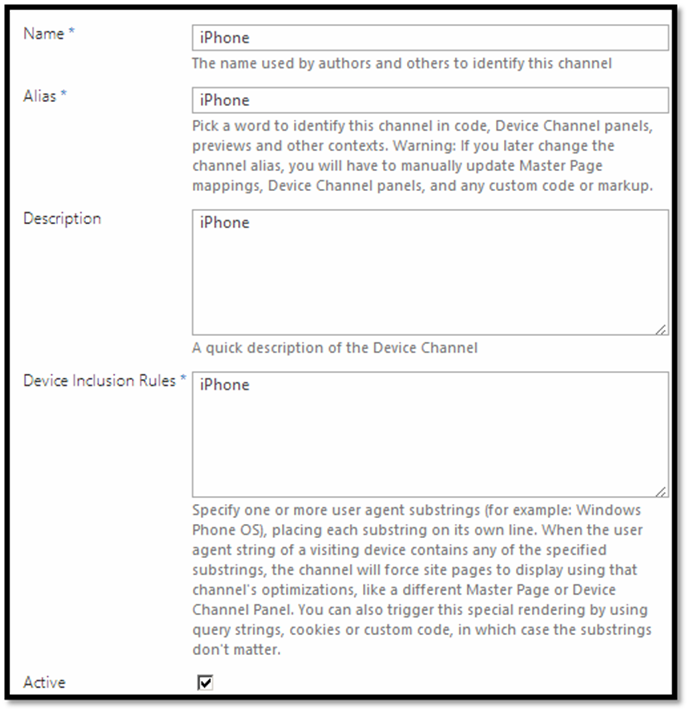 Name * iPhone
The name used by authors and others to identify this channel
Alias * iPhone
Pick a word to identify this channel in code, Device Channel panels,
previews and other contexts. Warning: If you later change the
channel alias, you will have to manually update Master Page
mappings, Device Channel panels, and any custom code or markup.
Description iPhone
A quick description of the Device Channel
Device Inclusion Rules * iPhone
Specify one or more user agent substrings (for example: Windows
Phone OS), placing each substring on its own line. When the user
agent string of a visiting device contains any of the specified
substrings, the channel will force site pages to display using that
channel's optimizations, like a different Master Page or Device
Channel Panel. You can also trigger this special rendering by using
query strings, cookies or custom code, in which case the substrings
don't matter.
Active